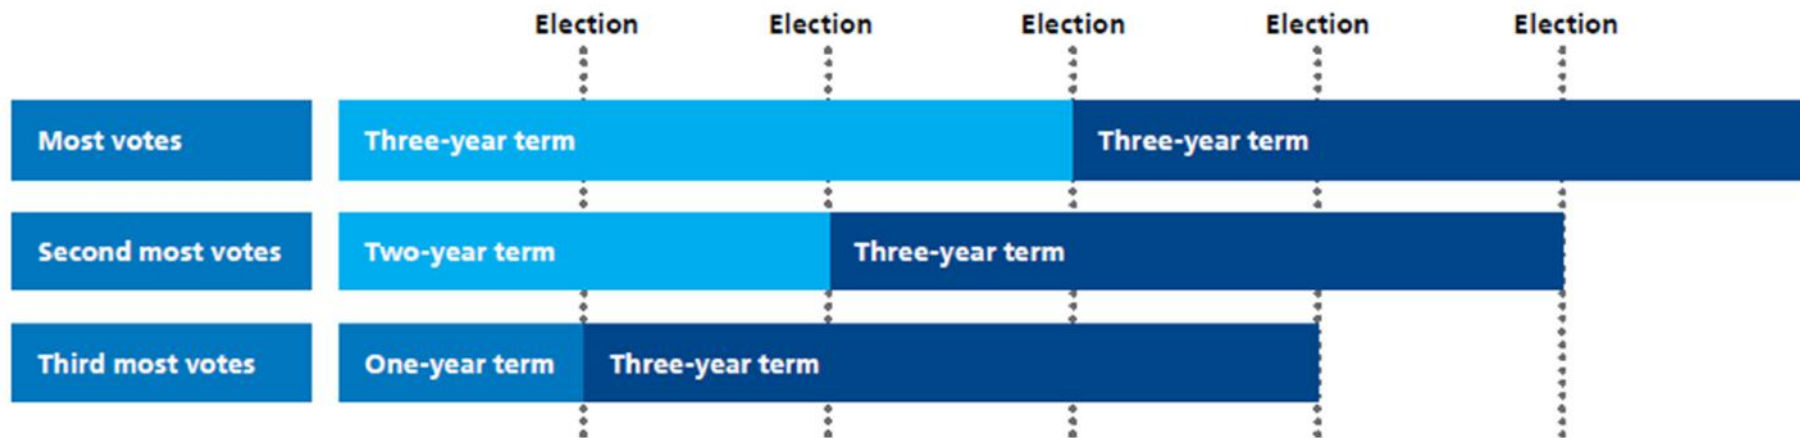 Election Election Election Election Election
Most votes Three-year term Three-year term
Second most votes Two-year term Three-year term
Third most votes One-year term Three-year term